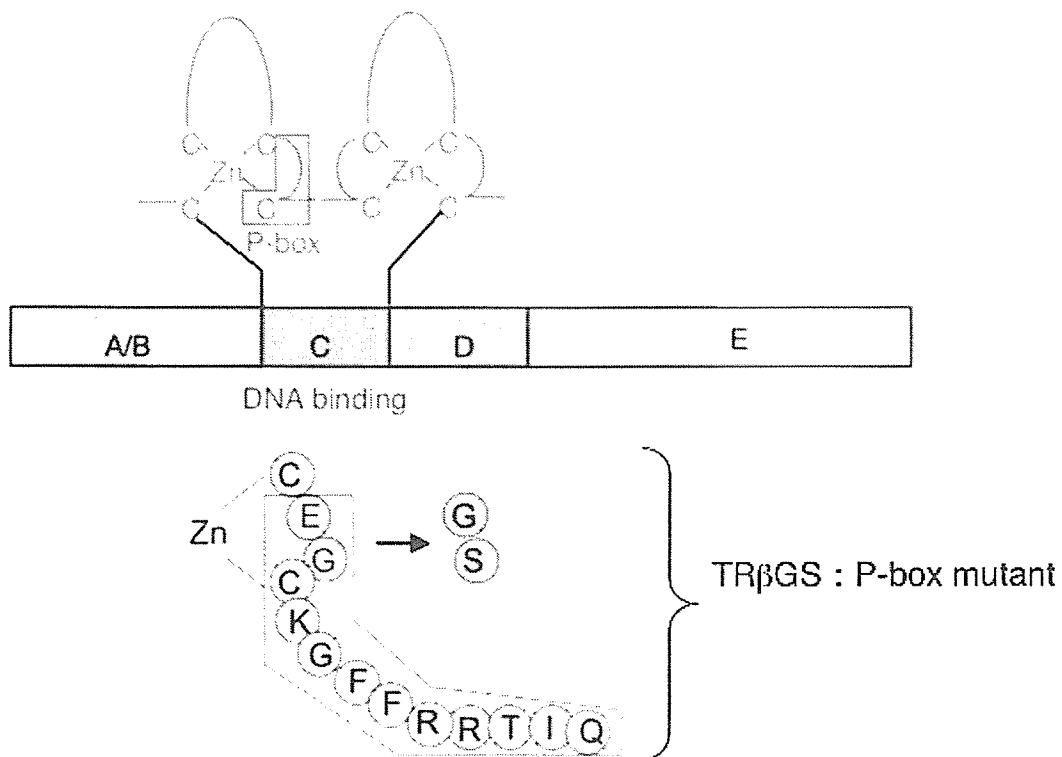 C C C C
Zn Zn
C C C C
P-box
A/B C D E
DNA binding
C
E G
Zn G S
C
K
G
F
F
R R T I Q
TRβGS : P-box mutant